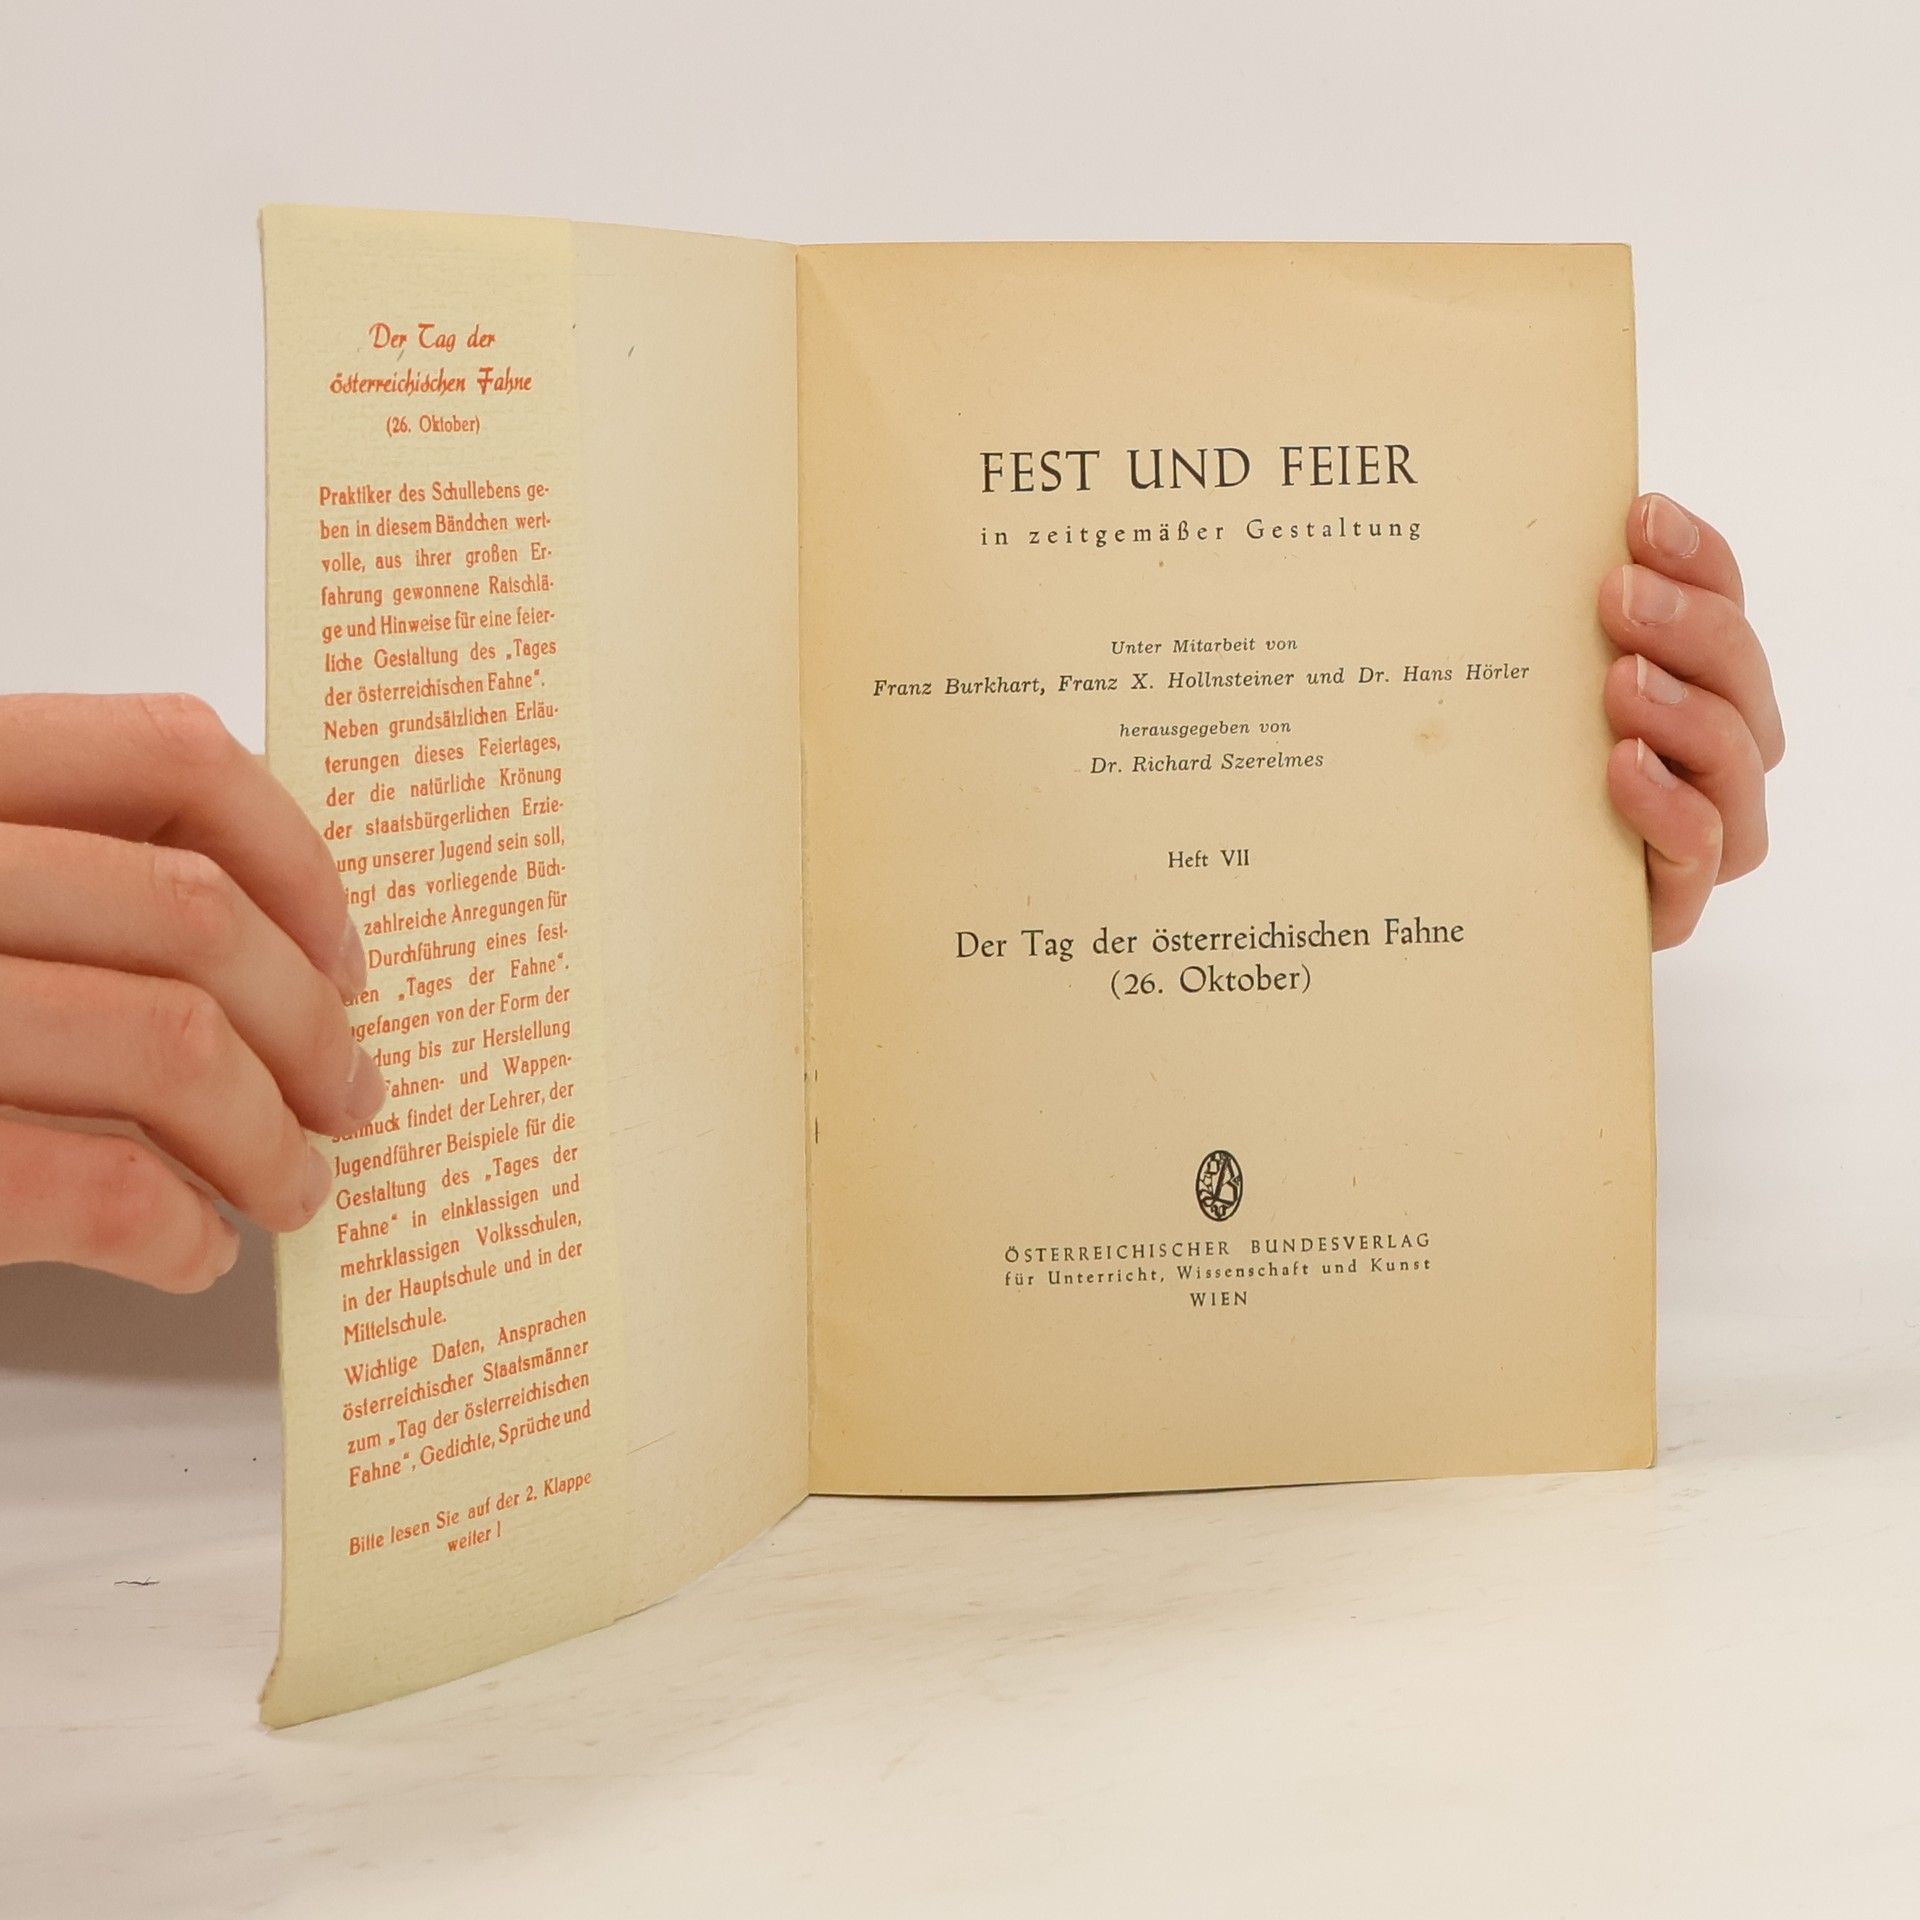 Der Tag der
österreichischen Fahne
(26. Oktober)
Praktiker des Schullebens ge-
ben in diesem Bändchen wert-
volle, aus ihrer großen Er-
fahrung gewonnene Ratschlä-
ge und Hinweise für eine feier-
liche Gestaltung des „Tages
der österreichischen Fahne“.
Neben grundsätzlichen Erläu-
terungen dieses Feiertages,
der die natürliche Krönung
der staatsbürgerlichen Erzie-
ung unserer Jugend sein soll,
ingt das vorliegende Büch-
zahlreiche Anregungen für
Durchführung eines fest-
„Tages der Fahne“.
gefangen von der Form der
dung bis zur Herstellung
Fahnen- und Wappen-
schmuck findet der Lehrer, der
Jugendführer Beispiele für die
Gestaltung des „Tages der
Fahne“ in einklassigen und
mehrklassigen Volksschulen,
in der Hauptschule und in der
Mittelschule.
Wichtige Daten, Ansprachen
österreichischer Staatsmänner
zum „Tag der österreichischen
Fahne“, Gedichte, Sprüche und
Bitte lesen Sie auf der 2. Klappe
weiter !
FEST UND FEIER
in zeitgemäßer Gestaltung
Unter Mitarbeit von
Franz Burkhart, Franz X. Hollnsteiner und Dr. Hans Hörler
herausgegeben von
Dr. Richard Szerelmes
Heft VII
Der Tag der österreichischen Fahne
(26. Oktober)
ÖSTERREICHISCHER BUNDESVERLAG
für Unterricht, Wissenschaft und Kunst
WIEN